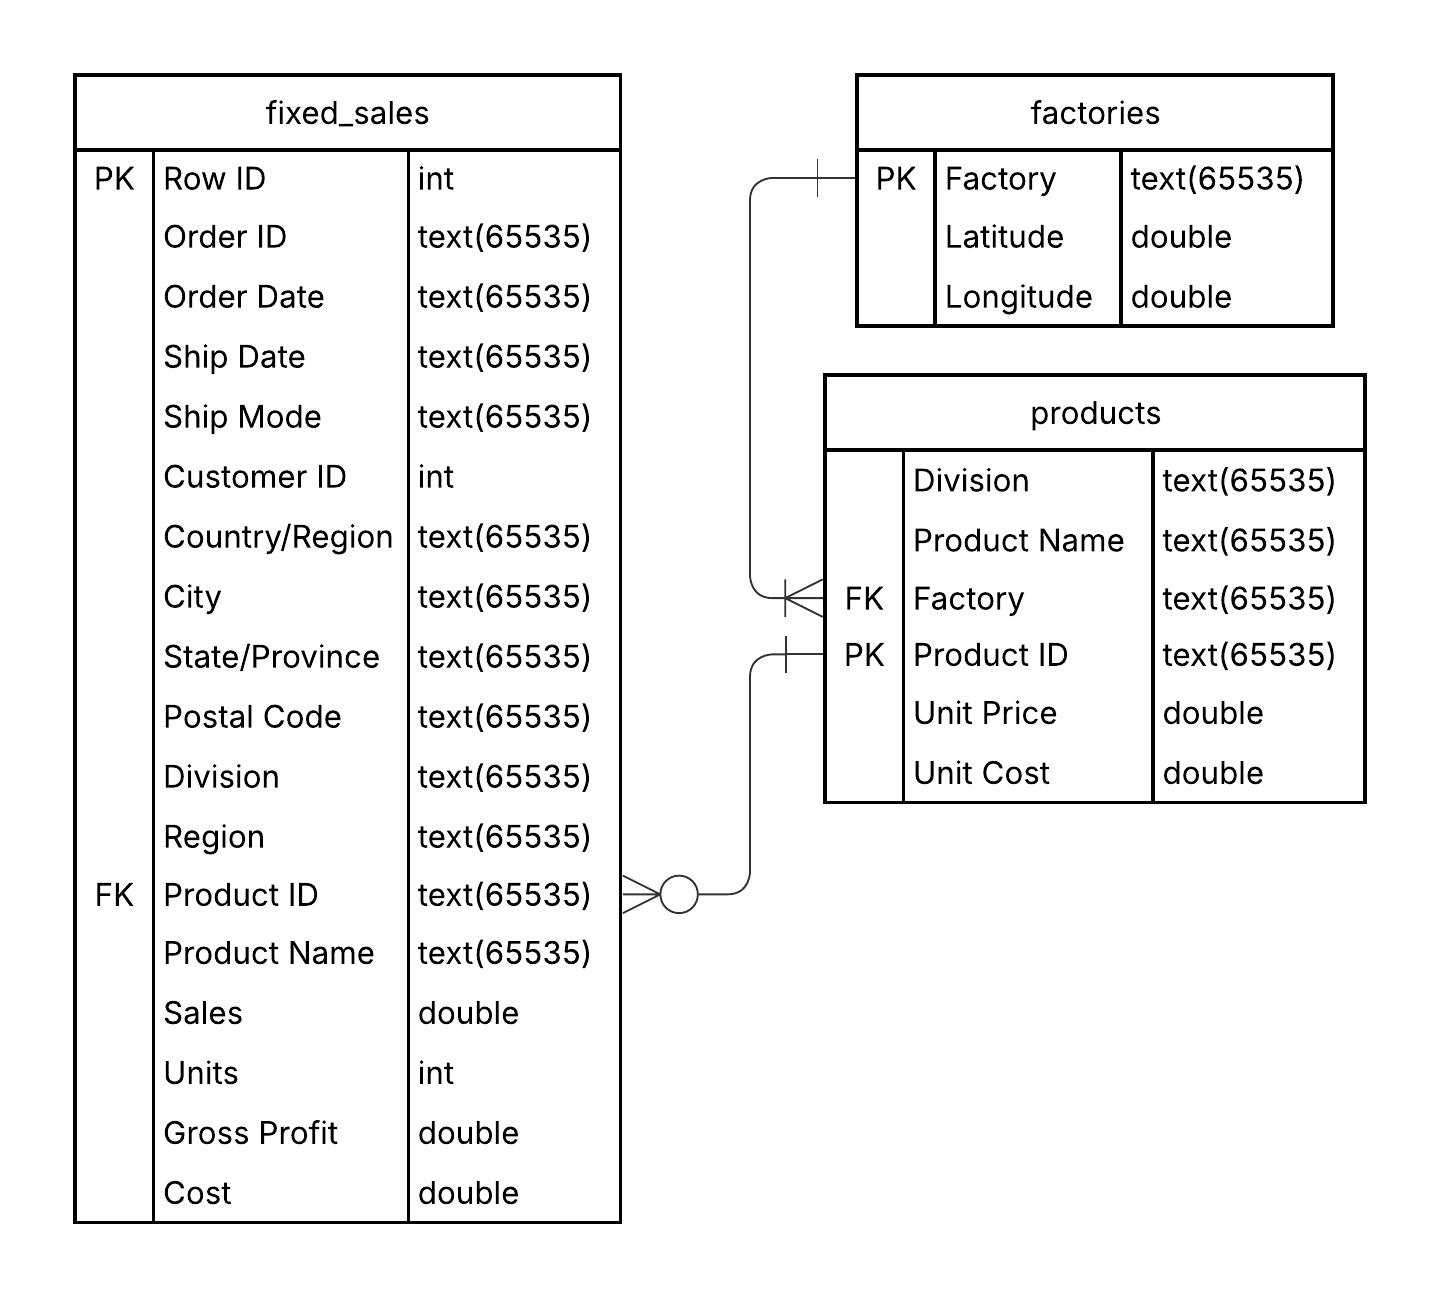 fixed_sales
PK Row ID int
Order ID text(65535)
Order Date text(65535)
Ship Date text(65535)
Ship Mode text(65535)
Customer ID int
Country/Region text(65535)
City text(65535)
State/Province text(65535)
Postal Code text(65535)
Division text(65535)
Region text(65535)
FK Product ID text(65535)
Product Name text(65535)
Sales double
Units int
Gross Profit double
Cost double
factories
PK Factory text(65535)
Latitude double
Longitude double
products
Division text(65535)
Product Name text(65535)
FK Factory text(65535)
PK Product ID text(65535)
Unit Price double
Unit Cost double